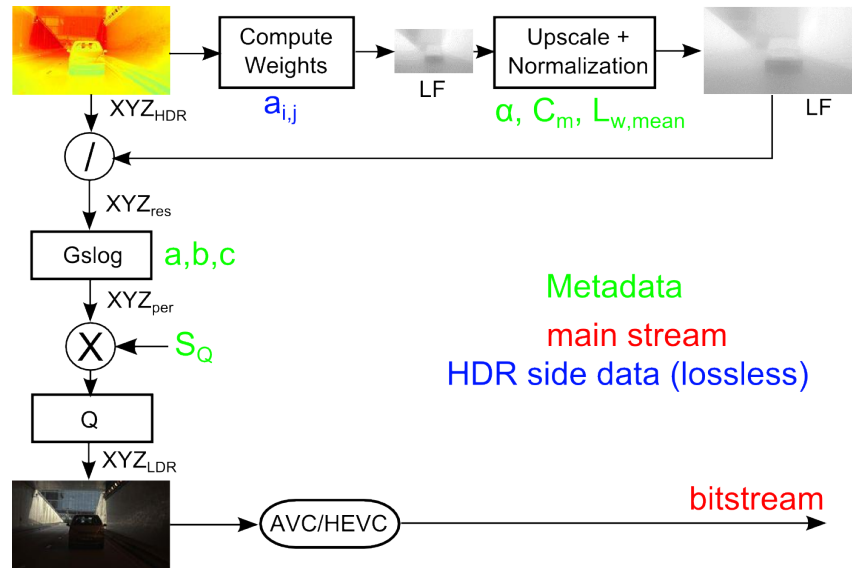 Compute
Weights
Upscale +
Normalization
LF
LF
XYZ_HDR
a_i,j
α, C_m, L_w,mean
/
XYZ_res
Gslog
a,b,c
XYZ_per
X
S_Q
Metadata
main stream
HDR side data (lossless)
Q
XYZ_LDR
AVC/HEVC
bitstream